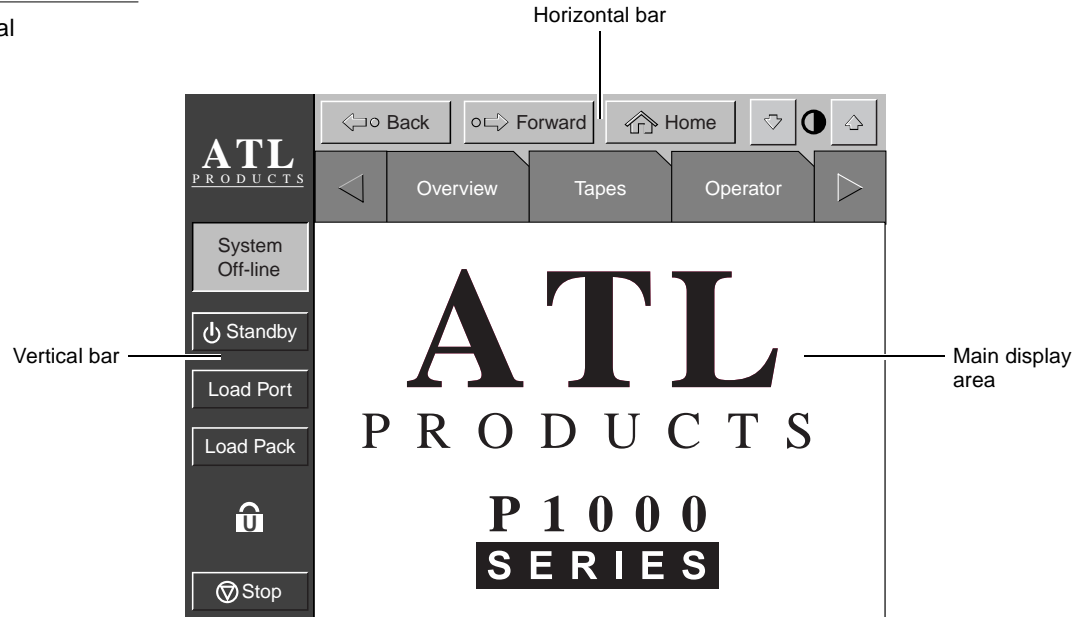 al
Horizontal bar
Back
Forward
Home
ATL
PRODUCTS
Overview
Tapes
Operator
System
Off-line
Standby
Load Port
Load Pack
U
Stop
Vertical bar
ATL
PRODUCTS
P1000
SERIES
Main display
area